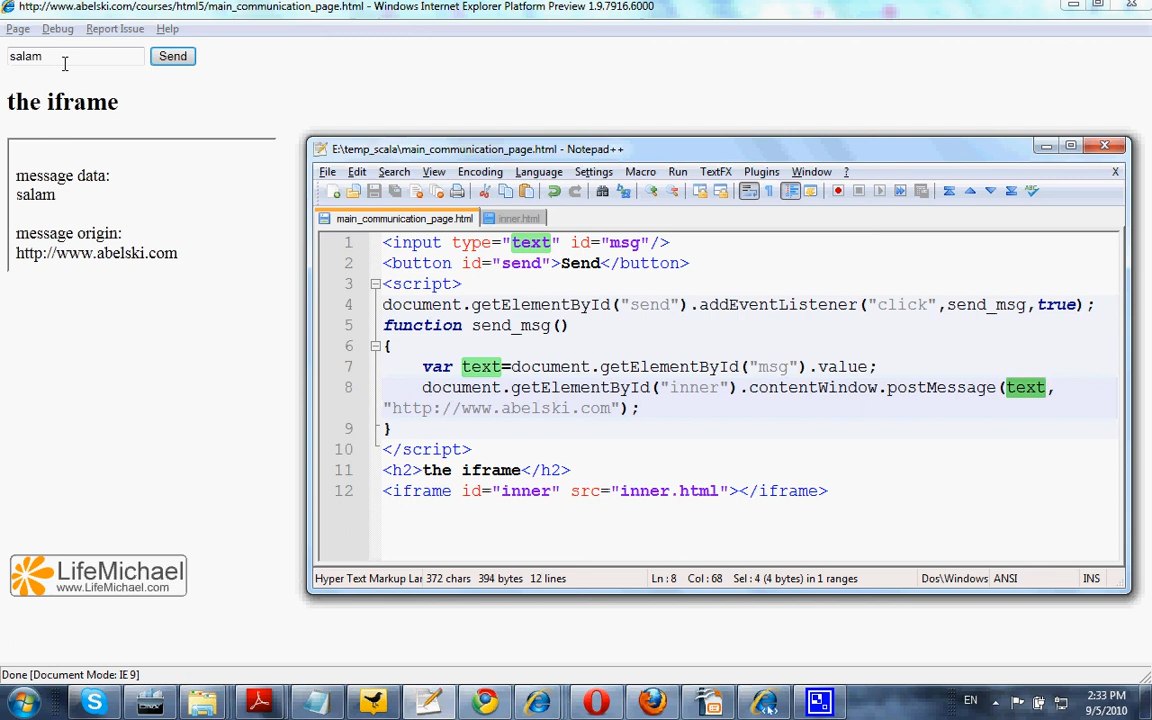 http://www.abelski.com/courses/html5/main_communication_page.html - Windows Internet Explorer Platform Preview 1.9.7916.6000
Page Debug Report Issue Help
salam Send
the iframe
message data:
salam
message origin:
http://www.abelski.com
E:\temp_scala\main_communication_page.html - Notepad++
File Edit Search View Encoding Language Settings Macro Run TextFX Plugins Window ? X
main_communication_page.html inner.html
1 <input type="text" id="msg"/>
2 <button id="send">Send</button>
3 <script>
4 document.getElementById("send").addEventListener("click",send_msg,true);
5 function send_msg()
6 {
7 var text=document.getElementById("msg").value;
8 document.getElementById("inner").contentWindow.postMessage(text,
"http://www.abelski.com");
9 }
10 </script>
11 <h2>the iframe</h2>
12 <iframe id="inner" src="inner.html"></iframe>
Hyper Text Markup Lar 372 chars 394 bytes 12 lines Ln : 8 Col : 68 Sel : 4 (4 bytes) in 1 ranges Dos\Windows ANSI INS
LifeMichael
www.LifeMichael.com
Done [Document Mode: IE 9]
EN 2:33 PM
9/5/2010